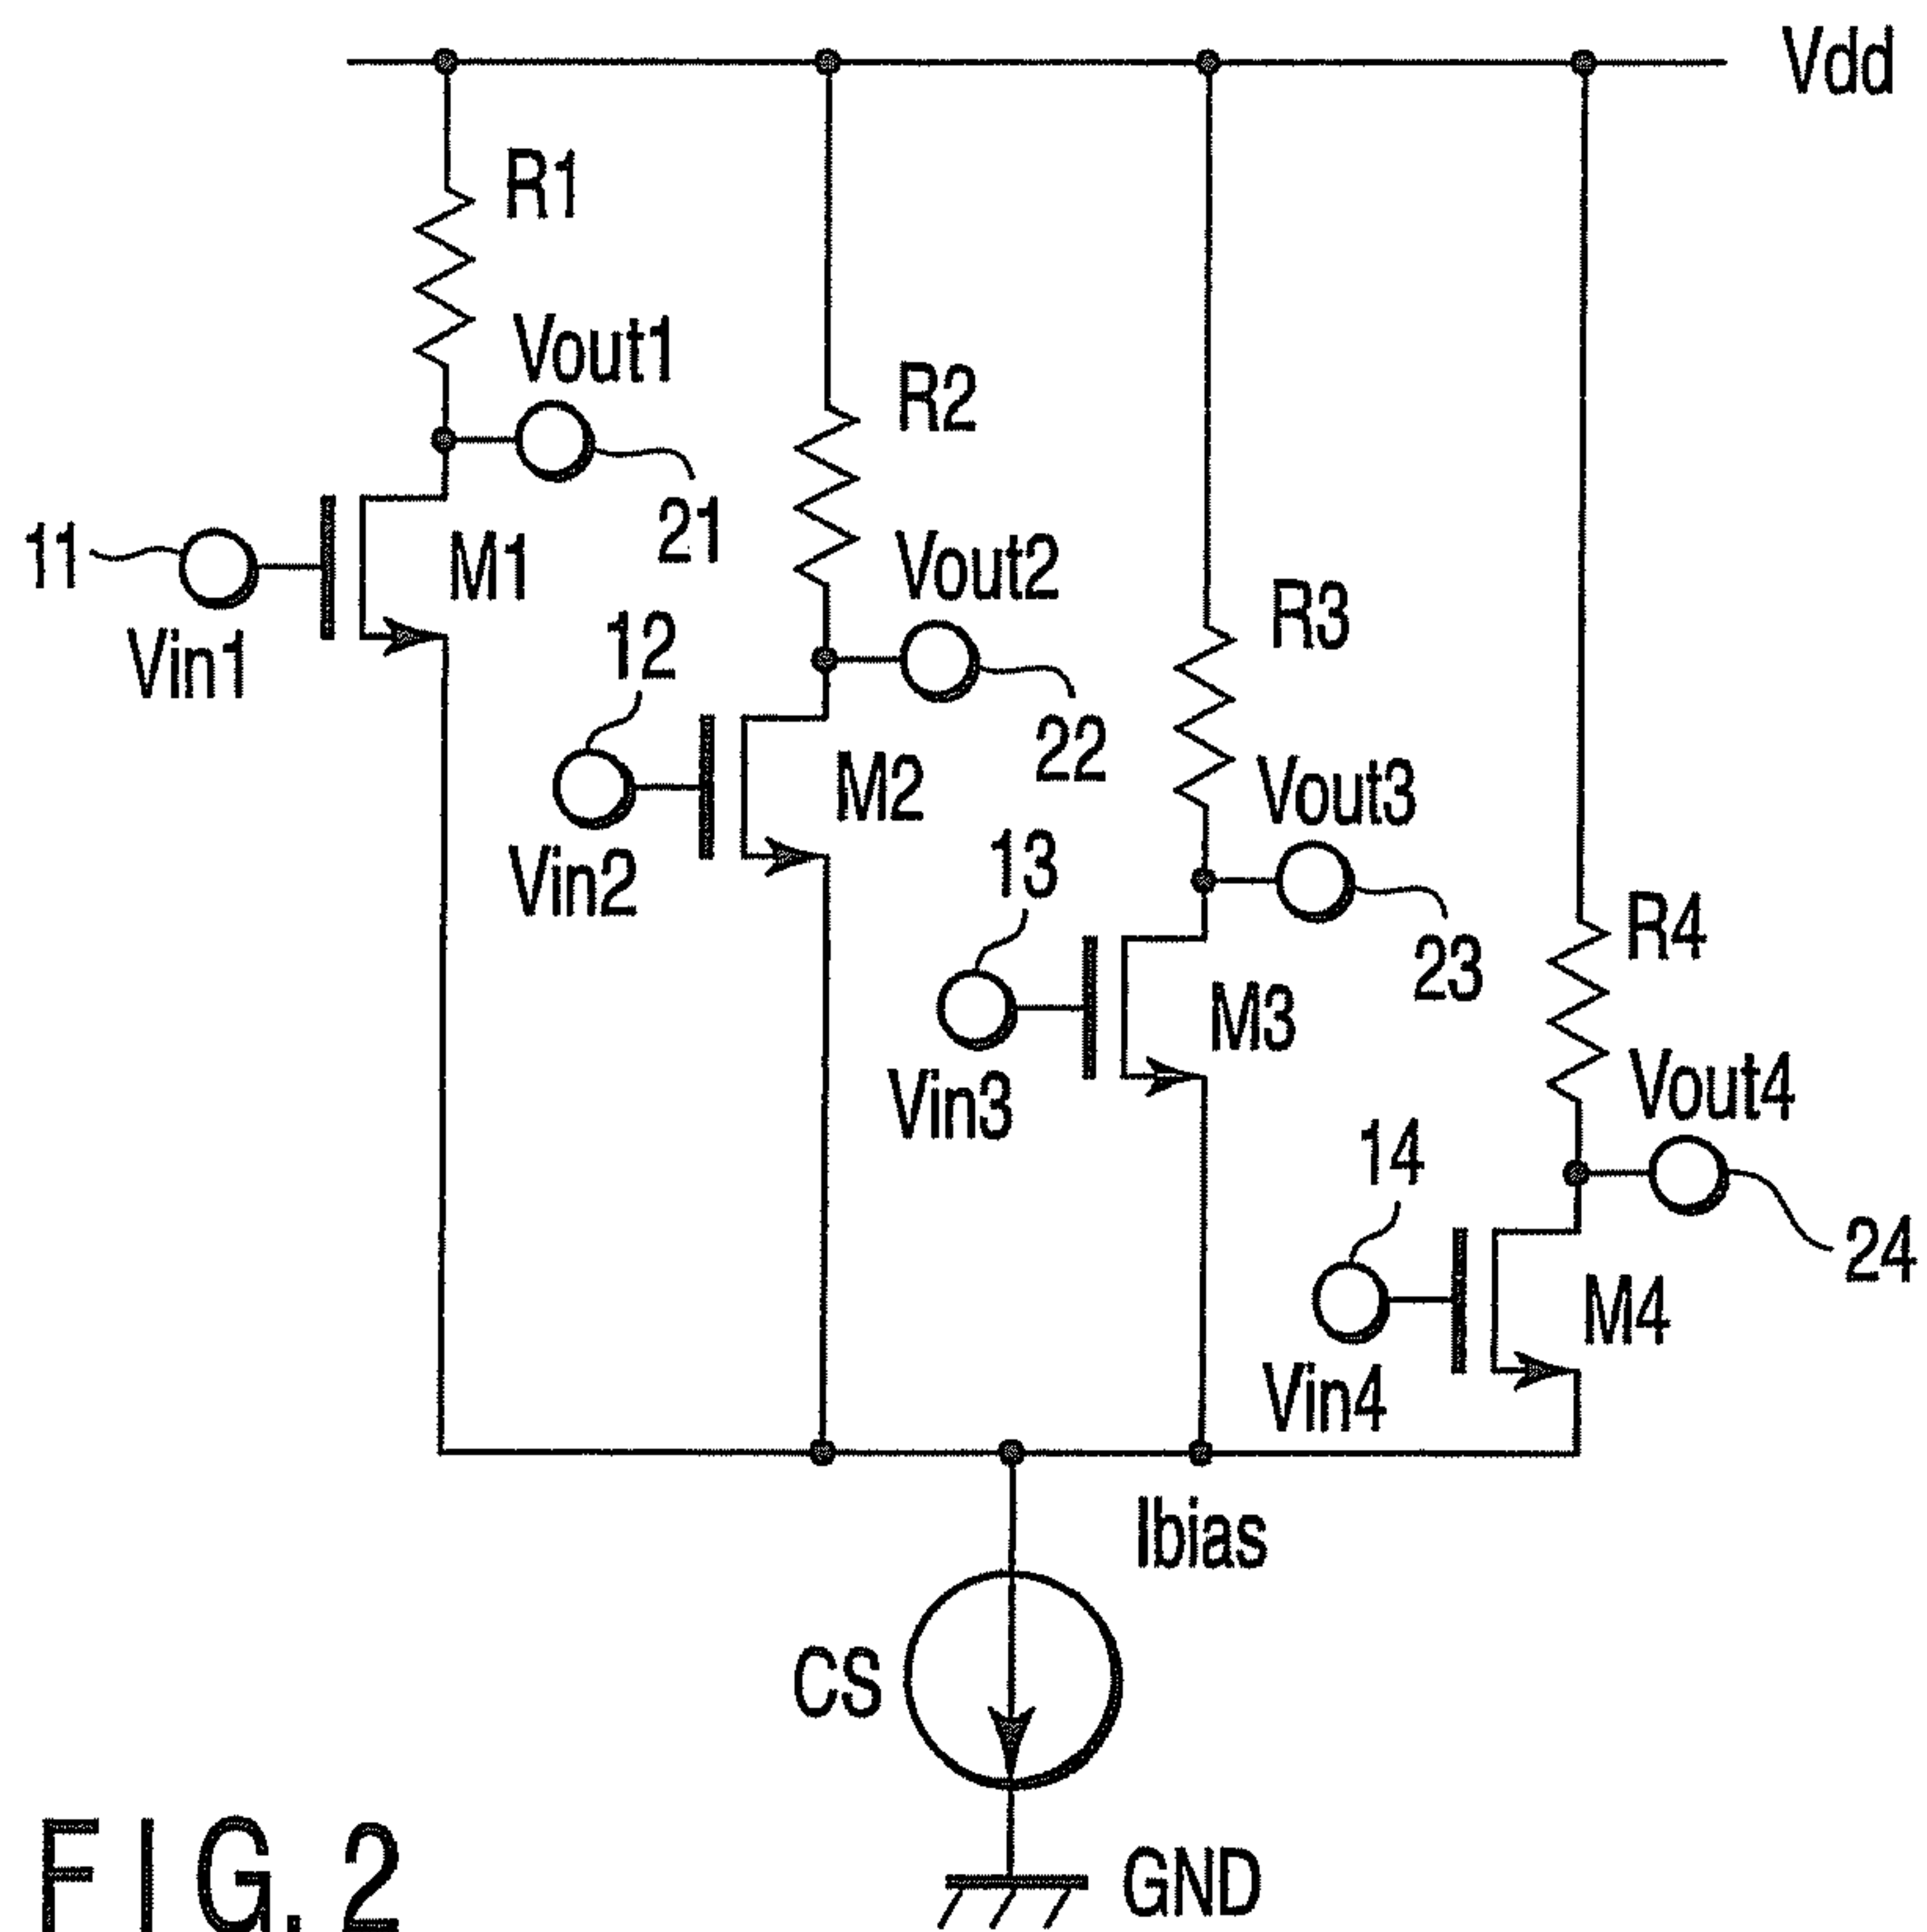 Vdd
R1
Vout1
R2
21
11
M1
Vout2
R3
12
Vin1
22
M2
Vout3
13
Vin2
R4
23
M3
Vout4
Vin3
14
24
M4
Vin4
Ibias
CS
GND
FIG. 2